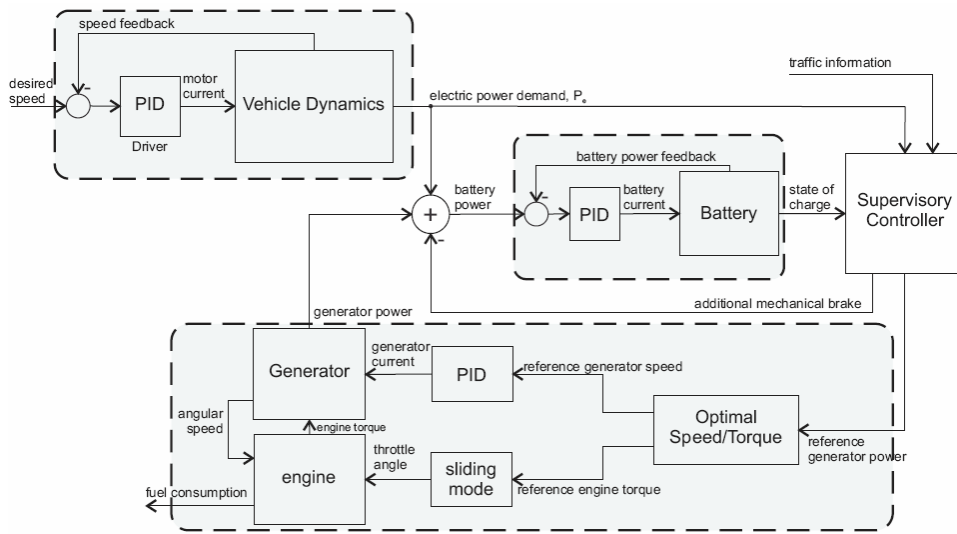 speed feedback
desired
speed
-
PID
Driver
motor
current
Vehicle Dynamics
electric power demand, Pe
traffic information
battery power feedback
battery
power
-
PID
battery
current
Battery
state of
charge
Supervisory
Controller
+
-
additional mechanical brake
generator power
Generator
generator
current
PID
reference generator speed
Optimal
Speed/Torque
reference
generator power
angular
speed
engine torque
engine
throttle
angle
sliding
mode
reference engine torque
fuel consumption